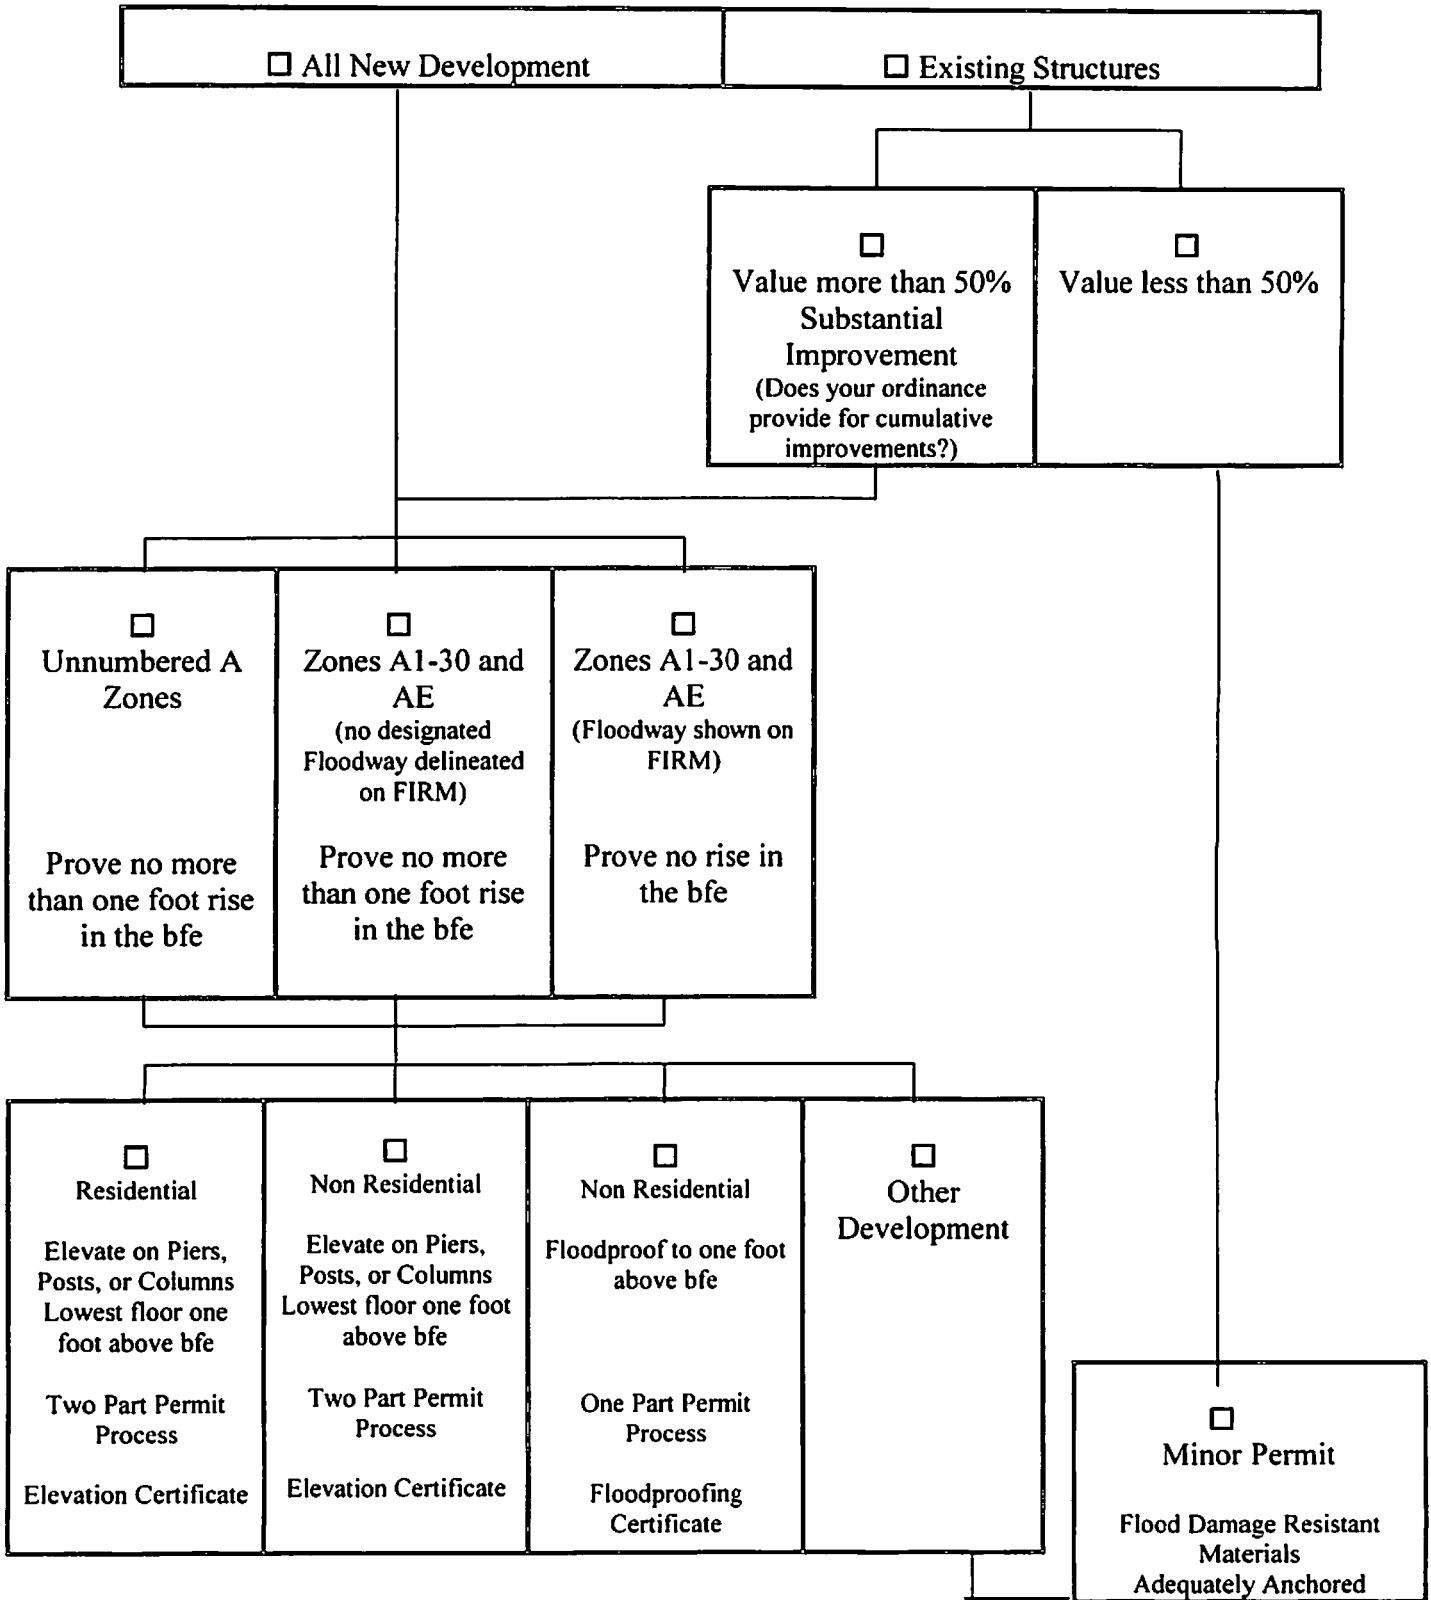 ☐ All New Development
☐ Existing Structures
☐
Value more than 50%
Substantial
Improvement
(Does your ordinance
provide for cumulative
improvements?)
☐
Value less than 50%
☐
Unnumbered A
Zones
Prove no more
than one foot rise
in the bfe
☐
Zones A1-30 and
AE
(no designated
Floodway delineated
on FIRM)
Prove no more
than one foot rise
in the bfe
☐
Zones A1-30 and
AE
(Floodway shown on
FIRM)
Prove no rise in
the bfe
☐
Residential
Elevate on Piers,
Posts, or Columns
Lowest floor one
foot above bfe
Two Part Permit
Process
Elevation Certificate
☐
Non Residential
Elevate on Piers,
Posts, or Columns
Lowest floor one foot
above bfe
Two Part Permit
Process
Elevation Certificate
☐
Non Residential
Floodproof to one foot
above bfe
One Part Permit
Process
Floodproofing
Certificate
☐
Other
Development
☐
Minor Permit
Flood Damage Resistant
Materials
Adequately Anchored